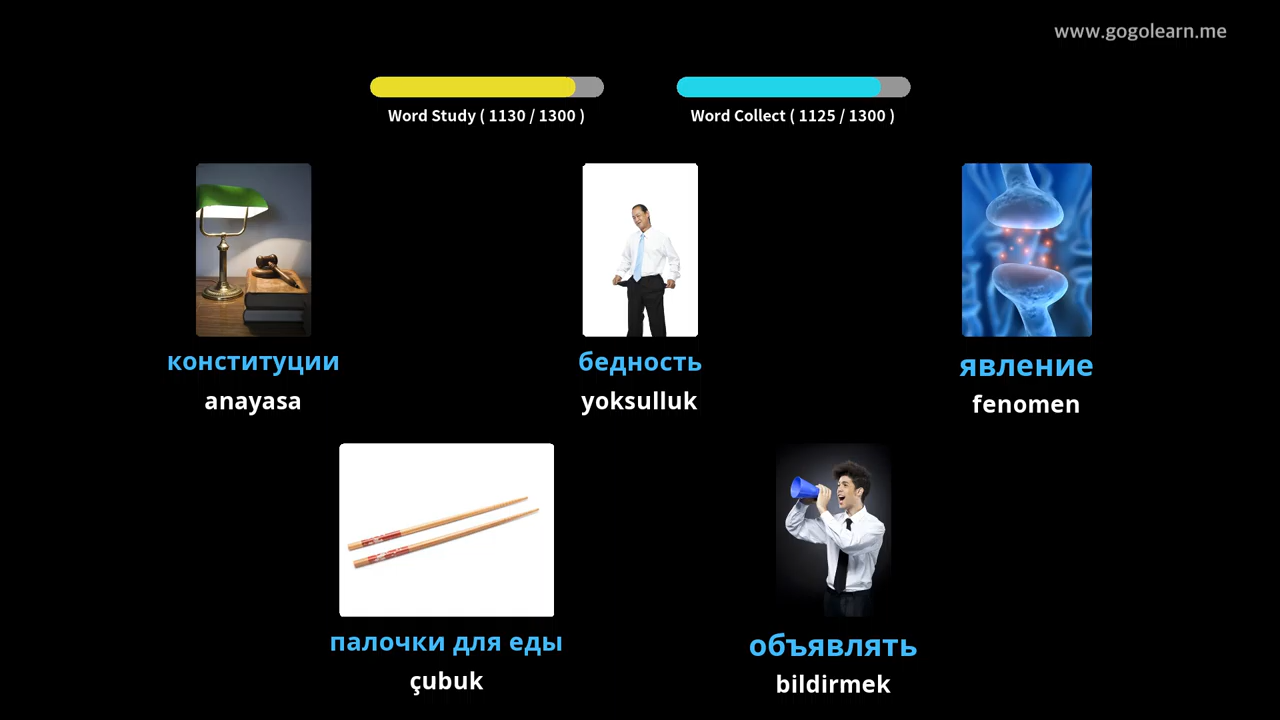 www.gogolearn.me
Word Study ( 1130 / 1300 )
Word Collect ( 1125 / 1300 )
конституции
anayasa
бедность
yoksulluk
явление
fenomen
палочки для еды
çubuk
объявлять
bildirmek